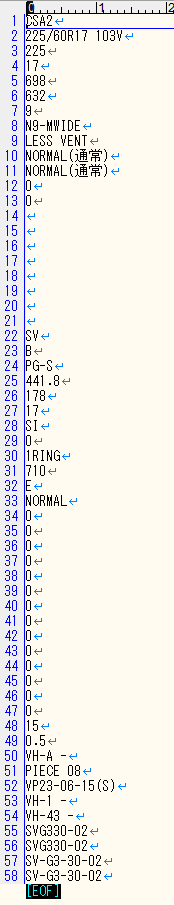 0 1 2
1 CSA2↵
2 225/60R17 103V↵
3 225↵
4 17↵
5 698↵
6 632↵
7 9↵
8 N9-MWIDE↵
9 LESS VENT↵
10 NORMAL(通常)↵
11 NORMAL(通常)↵
12 0↵
13 0↵
14 ↵
15 ↵
16 ↵
17 ↵
18 ↵
19 ↵
20 ↵
21 ↵
22 SV↵
23 B↵
24 PG-S↵
25 441.8↵
26 178↵
27 17↵
28 SI↵
29 0↵
30 1RING↵
31 710↵
32 E↵
33 NORMAL↵
34 0↵
35 0↵
36 0↵
37 0↵
38 0↵
39 0↵
40 0↵
41 0↵
42 0↵
43 0↵
44 0↵
45 0↵
46 0↵
47 0↵
48 15↵
49 0.5↵
50 VH-A -↵
51 PIECE 08↵
52 VP23-06-15(S)↵
53 VH-1 -↵
54 VH-43 -↵
55 SVG330-02↵
56 SVG330-02↵
57 SV-G3-30-02↵
58 SV-G3-30-02↵
[EOF]